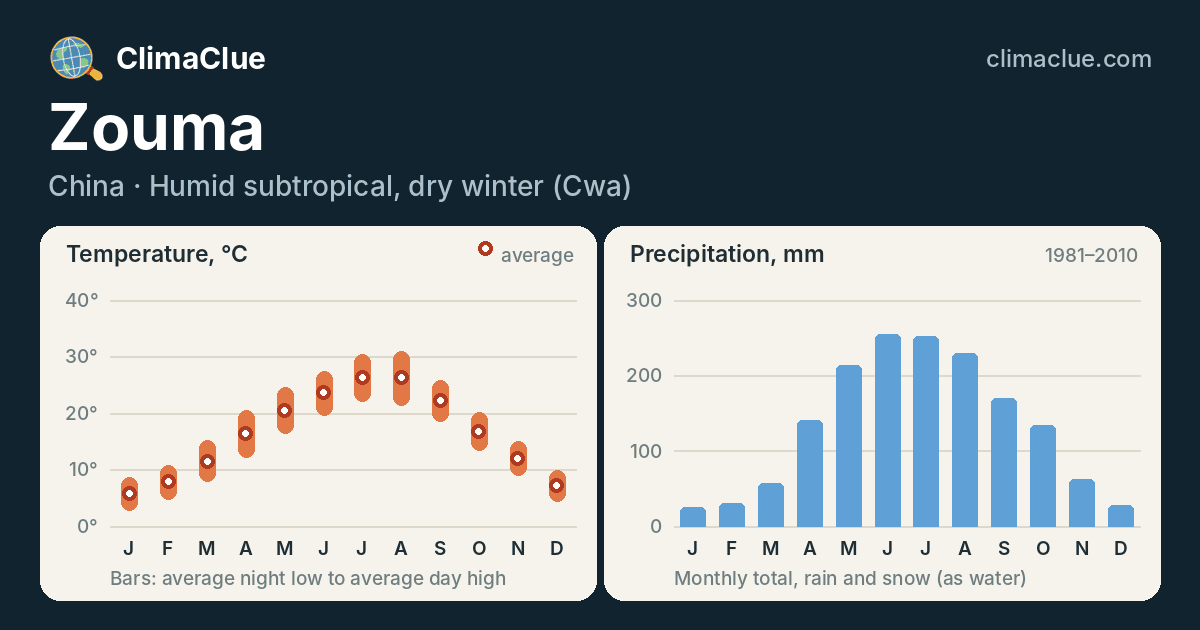 ClimaClue
climaclue.com
Zouma
China · Humid subtropical, dry winter (Cwa)
Temperature, °C
average
40°
30°
20°
10°
0°
J F M A M J J A S O N D
Bars: average night low to average day high
Precipitation, mm
1981–2010
300
200
100
0
J F M A M J J A S O N D
Monthly total, rain and snow (as water)